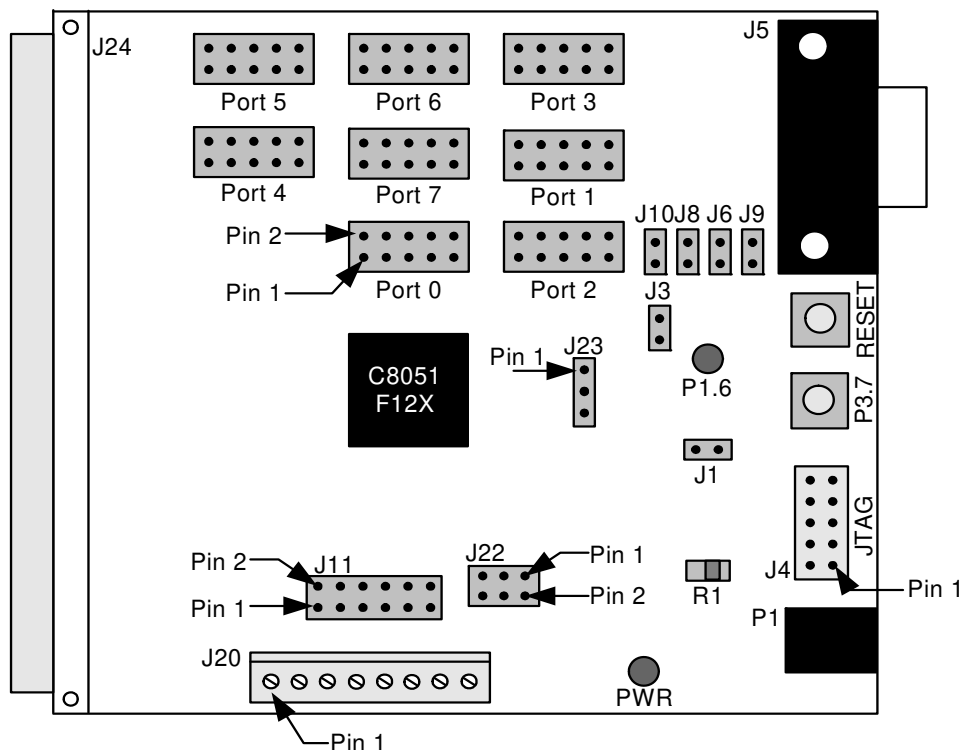 J24
J5
Port 5
Port 6
Port 3
Port 4
Port 7
Port 1
J10
J8
J6
J9
Pin 2
Pin 1
Port 0
Port 2
J3
RESET
Pin 1
J23
C8051
F12X
P1.6
P3.7
J1
JTAG
Pin 2
J11
J22
Pin 1
J4
Pin 1
Pin 2
R1
Pin 1
P1
J20
PWR
Pin 1